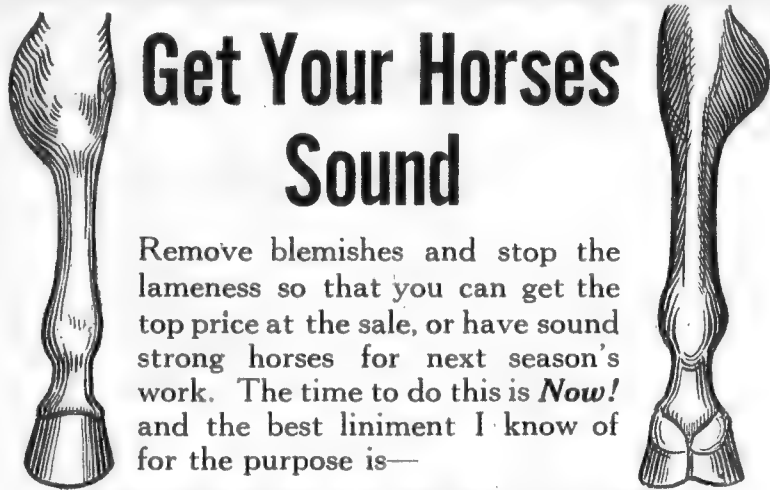 Get Your Horses
Sound
Remove blemishes and stop the
lameness so that you can get the
top price at the sale, or have sound
strong horses for next season's
work. The time to do this is Now!
and the best liniment I know of
for the purpose is—